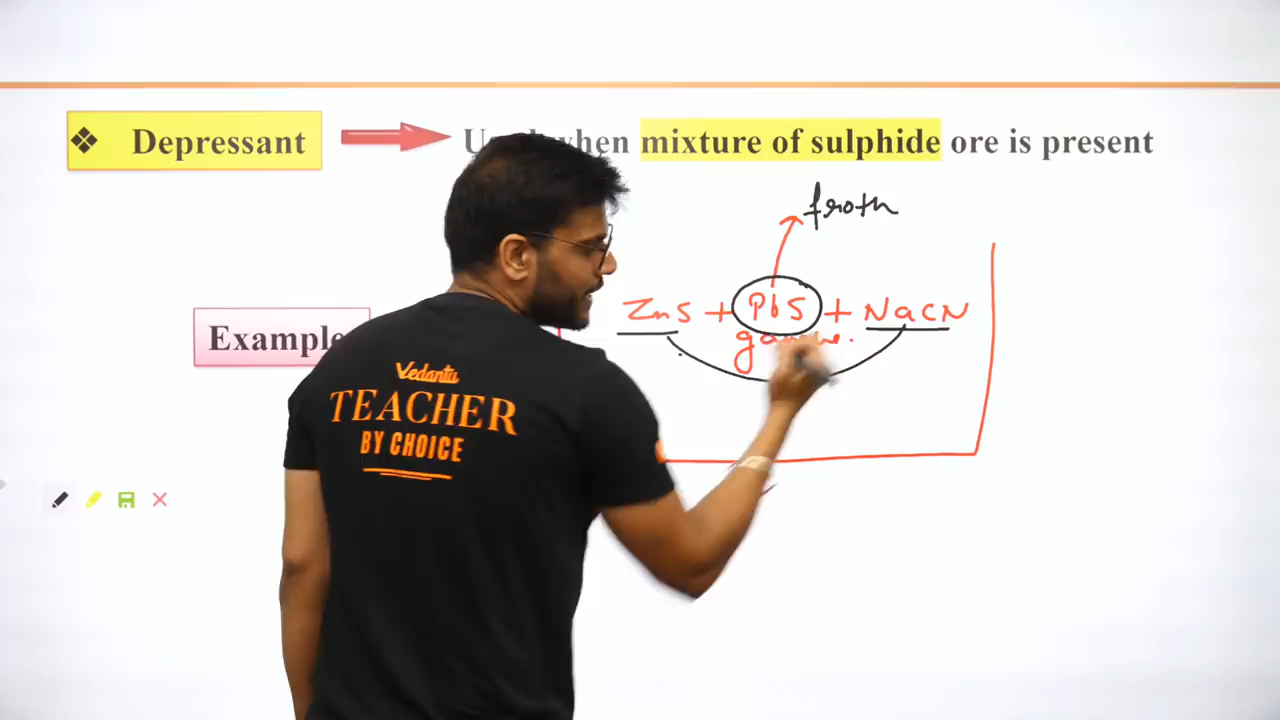 ❖ Depressant
when mixture of sulphide ore is present
froth
Example
ZnS + PbS + NaCN
Vedantu
TEACHER
BY CHOICE